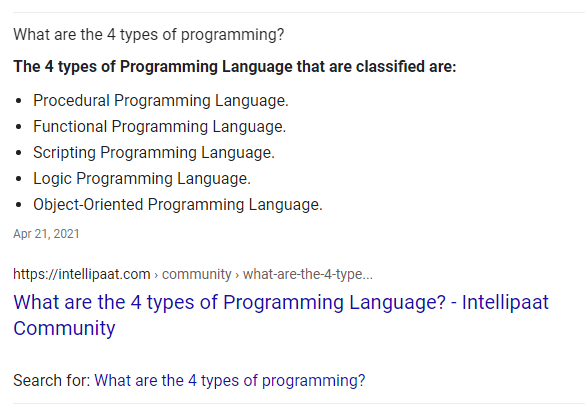 What are the 4 types of programming?
The 4 types of Programming Language that are classified are:
• Procedural Programming Language.
• Functional Programming Language.
• Scripting Programming Language.
• Logic Programming Language.
• Object-Oriented Programming Language.
Apr 21, 2021
https://intellipaat.com › community › what-are-the-4-type...
What are the 4 types of Programming Language? - Intellipaat
Community
Search for: What are the 4 types of programming?